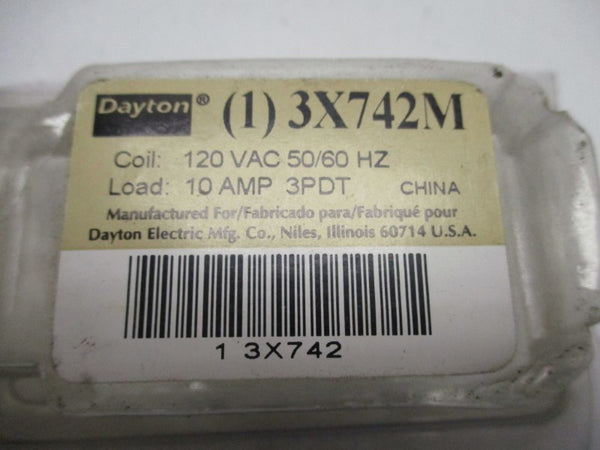 Dayton® (1) 3X742M
Coil: 120 VAC 50/60 HZ
Load: 10 AMP 3PDT CHINA
Manufactured For/Fabricado para/Fabriqué pour
Dayton Electric Mfg. Co., Niles, Illinois 60714 U.S.A.
1 3X742